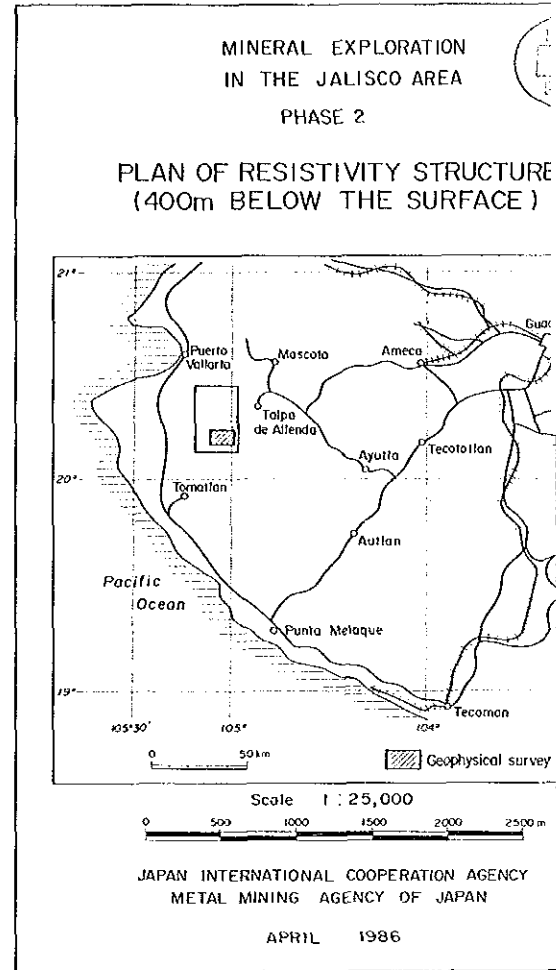 MINERAL EXPLORATION
IN THE JALISCO AREA
PHASE 2
PLAN OF RESISTIVITY STRUCTURE
(400m BELOW THE SURFACE)
21°
Puerto
Vallarta
Mascota
Ameca
Guad
Talpa
de Allenda
Ayutla
Tecototlan
20°
Tomatlan
Autlan
Pacific
Ocean
Punta Melaque
19°
Tecoman
105°30'
105°
104°
0 50km
Geophysical survey
Scale 1:25,000
0 500 1000 1500 2000 2500 m
JAPAN INTERNATIONAL COOPERATION AGENCY
METAL MINING AGENCY OF JAPAN
APRIL 1986